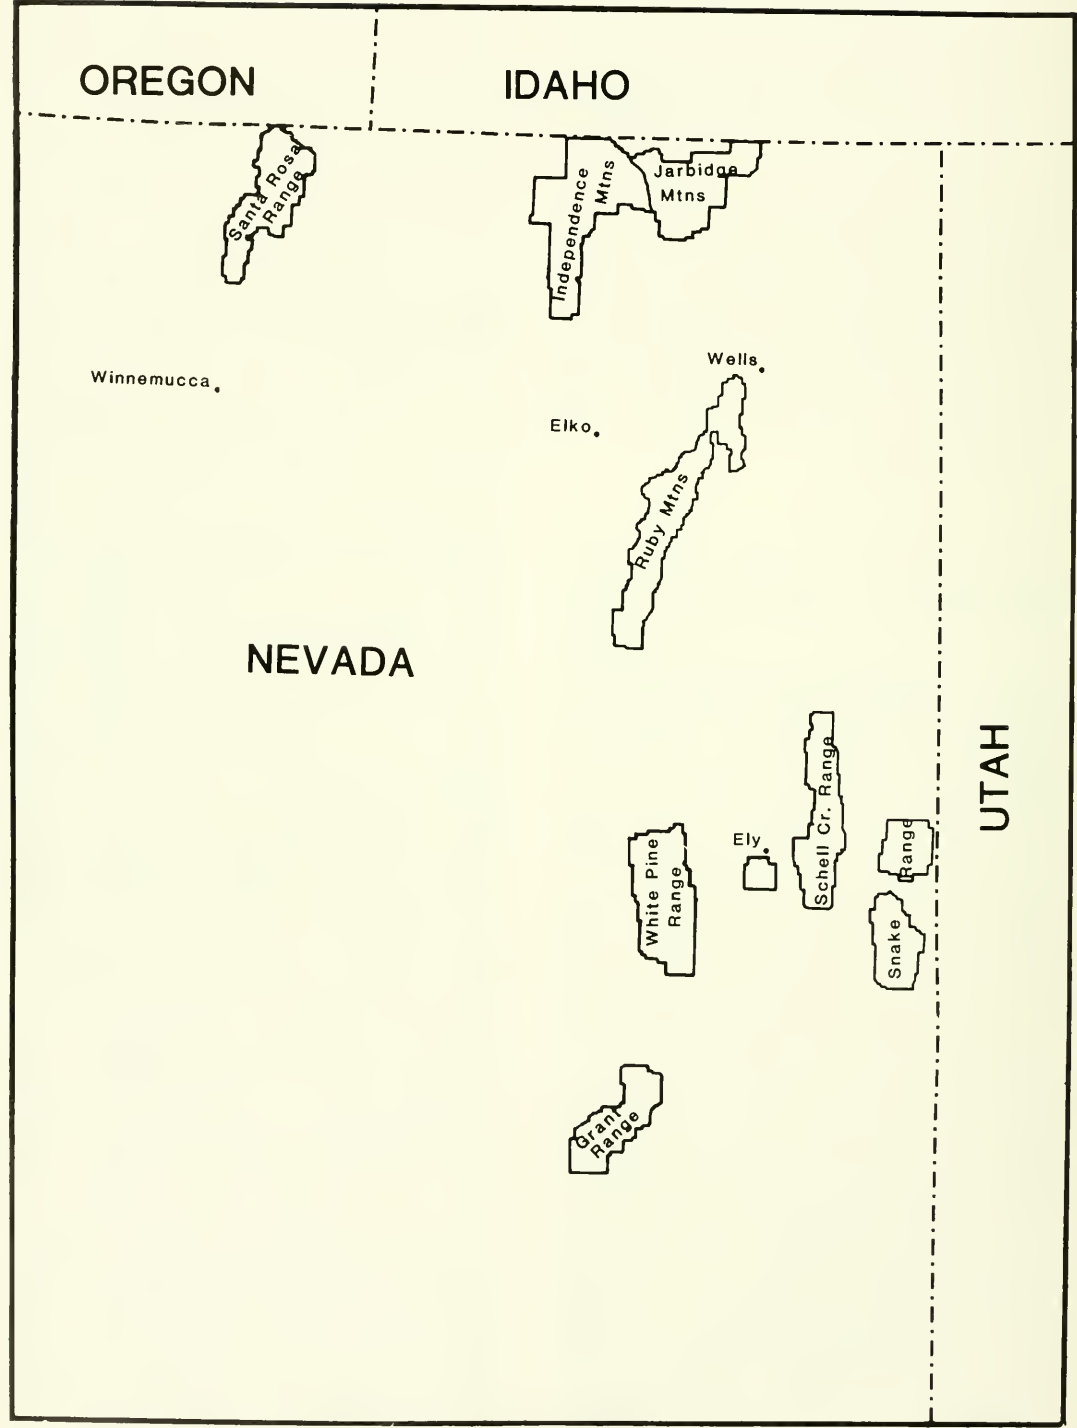 OREGON
IDAHO
Santa Rosa
Range
Independence
Mtns
Jarbidge
Mtns
Winnemucca
Wells
Elko
Ruby Mtns
NEVADA
UTAH
Schell Cr. Range
Ely
White Pine
Range
Range
Snake
Grant
Range